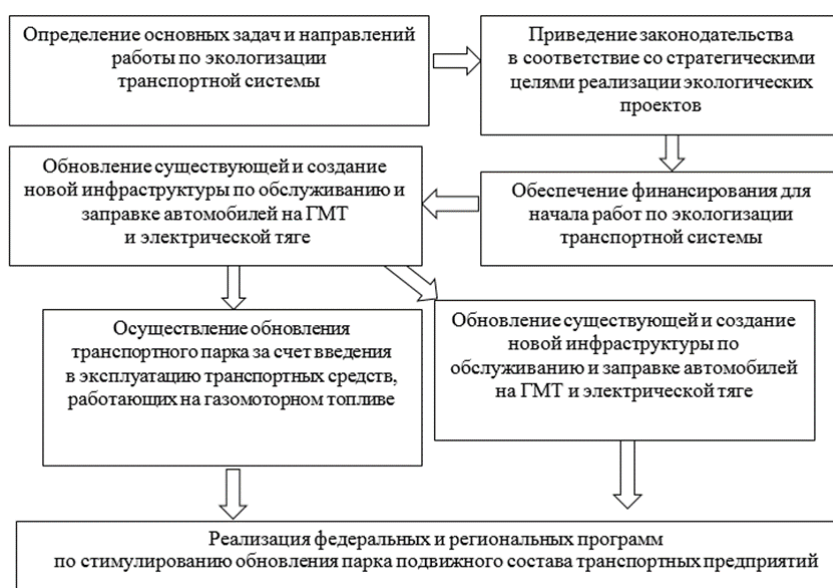 Определение основных задач и направлений
работы по экологизации
транспортной системы
Приведение законодательства
в соответствие со стратегическими
целями реализации экологических
проектов
Обеспечение финансирования для
начала работ по экологизации
транспортной системы
Обновление существующей и создание
новой инфраструктуры по обслуживанию и
заправке автомобилей на ГМТ
и электрической тяге
Осуществление обновления
транспортного парка за счет введения
в эксплуатацию транспортных средств,
работающих на газомоторном топливе
Обновление существующей и создание
новой инфраструктуры по
обслуживанию и заправке автомобилей
на ГМТ и электрической тяге
Реализация федеральных и региональных программ
по стимулированию обновления парка подвижного состава транспортных предприятий